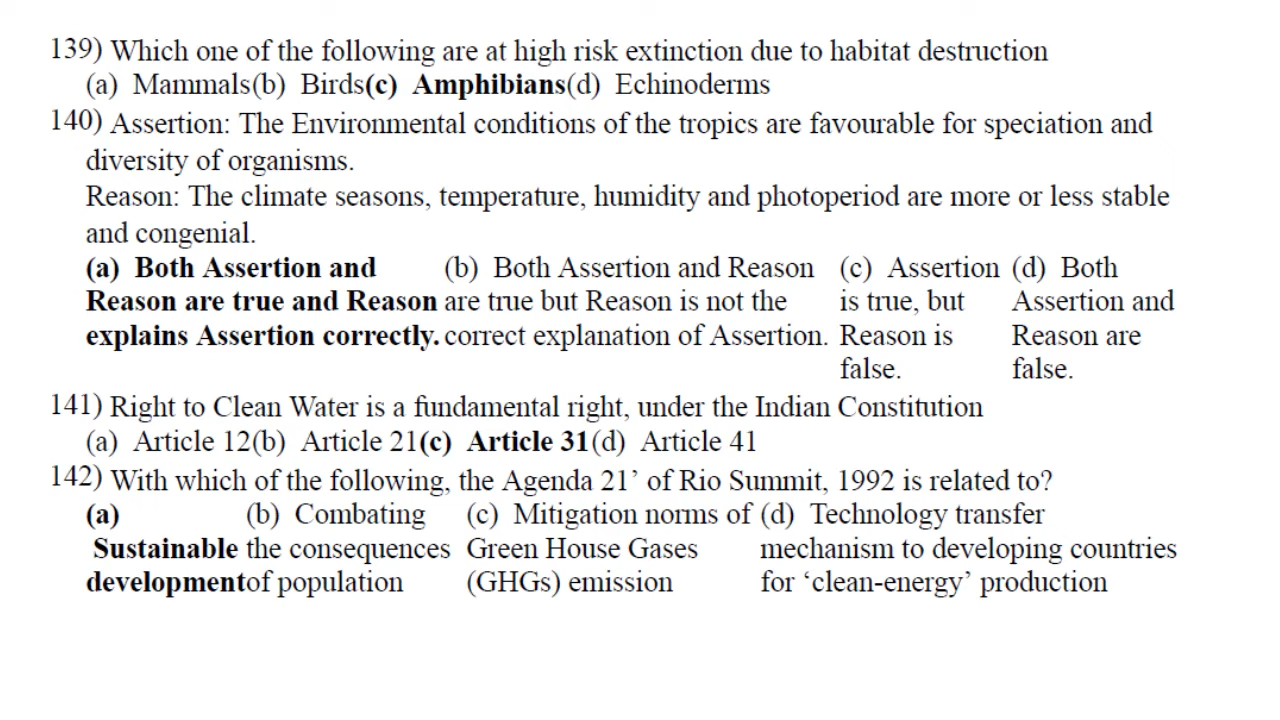 139) Which one of the following are at high risk extinction due to habitat destruction
(a) Mammals(b) Birds(c) Amphibians(d) Echinoderms
140) Assertion: The Environmental conditions of the tropics are favourable for speciation and
diversity of organisms.
Reason: The climate seasons, temperature, humidity and photoperiod are more or less stable
and congenial.
(a) Both Assertion and (b) Both Assertion and Reason (c) Assertion (d) Both
Reason are true and Reason are true but Reason is not the is true, but Assertion and
explains Assertion correctly. correct explanation of Assertion. Reason is Reason are
false. false.
141) Right to Clean Water is a fundamental right, under the Indian Constitution
(a) Article 12(b) Article 21(c) Article 31(d) Article 41
142) With which of the following, the Agenda 21’ of Rio Summit, 1992 is related to?
(a) (b) Combating (c) Mitigation norms of (d) Technology transfer
Sustainable the consequences Green House Gases mechanism to developing countries
developmentof population (GHGs) emission for ‘clean-energy’ production